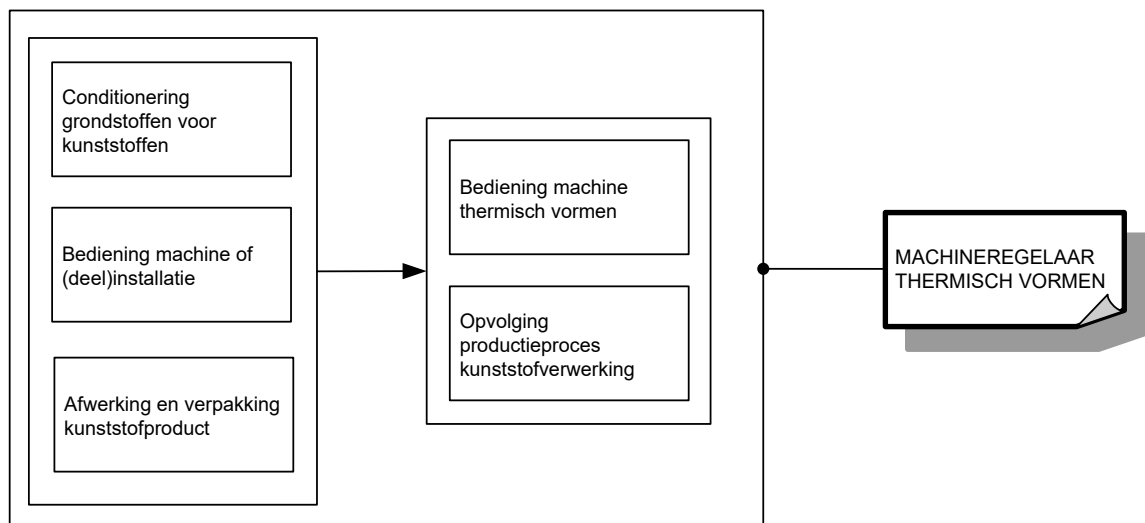 Conditionering
grondstoffen voor
kunststoffen
Bediening machine of
(deel)installatie
Afwerking en verpakking
kunststofproduct
Bediening machine
thermisch vormen
Opvolging
productieproces
kunstofverwerking
MACHINEREGELAAR
THERMISCH VORMEN